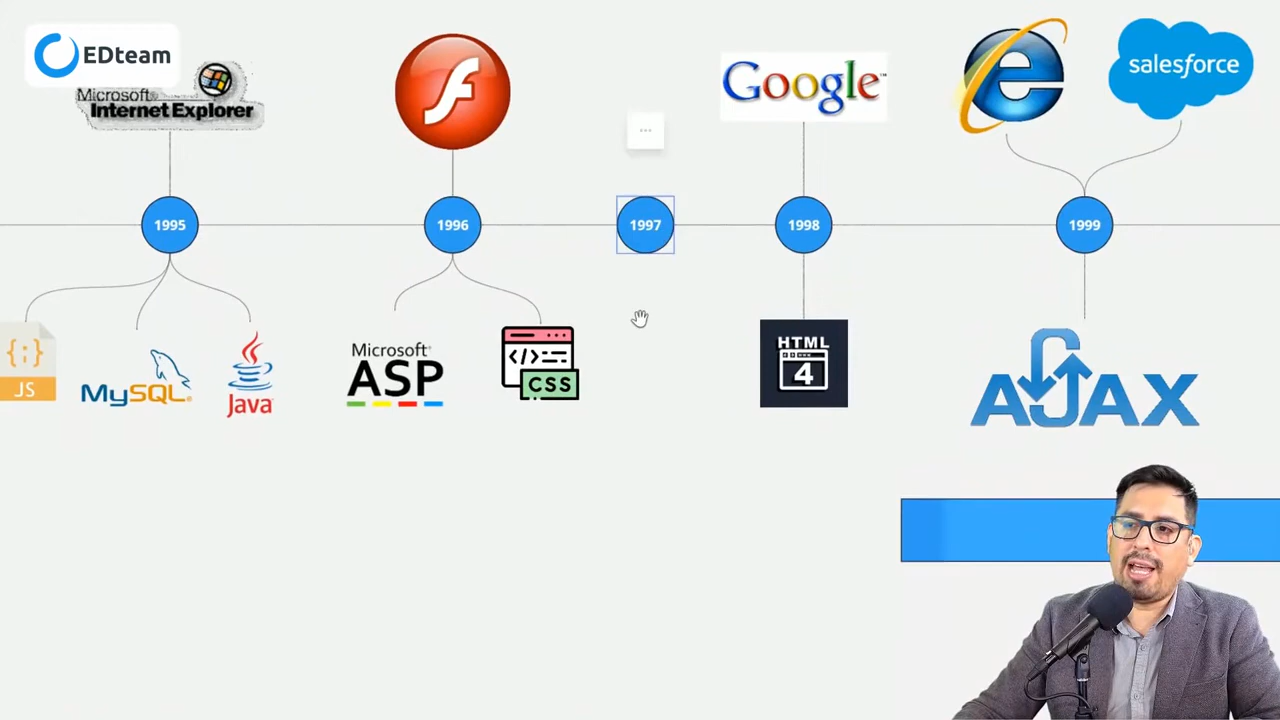 EDteam
Microsoft
Internet Explorer
Google™
salesforce
1995
1996
1997
1998
1999
{;}
JS
MySQL
Java
Microsoft
ASP
</>
CSS
HTML
4
AJAX